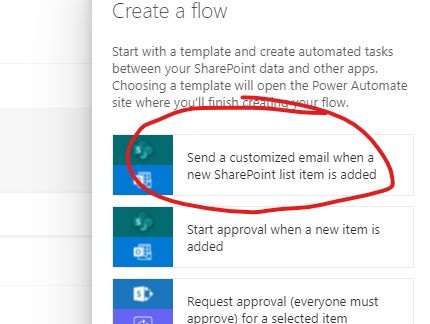 Create a flow
Start with a template and create automated tasks
between your SharePoint data and other apps.
Choosing a template will open the Power Automate
site where you'll finish creating your flow.
Send a customized email when a
new SharePoint list item is added
Start approval when a new item is
added
Request approval (everyone must
approve) for a selected item